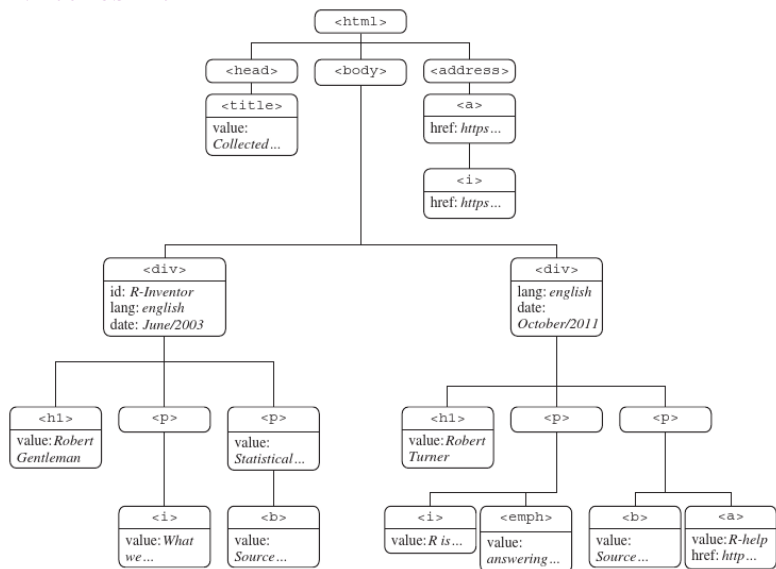 <html>
<head>
<body>
<address>
<title>
value:
Collected...
<a>
href: https...
<i>
href: https...
<div>
id: R-Inventor
lang: english
date: June/2003
<div>
lang: english
date:
October/2011
<h1>
value: Robert
Gentleman
<p>
<p>
value:
Statistical...
<h1>
value: Robert
Turner
<p>
<p>
<i>
value: What
we...
<b>
value:
Source...
<i>
value: R is...
<emph>
value:
answering...
<b>
value:
Source...
<a>
value: R-help
href: http...